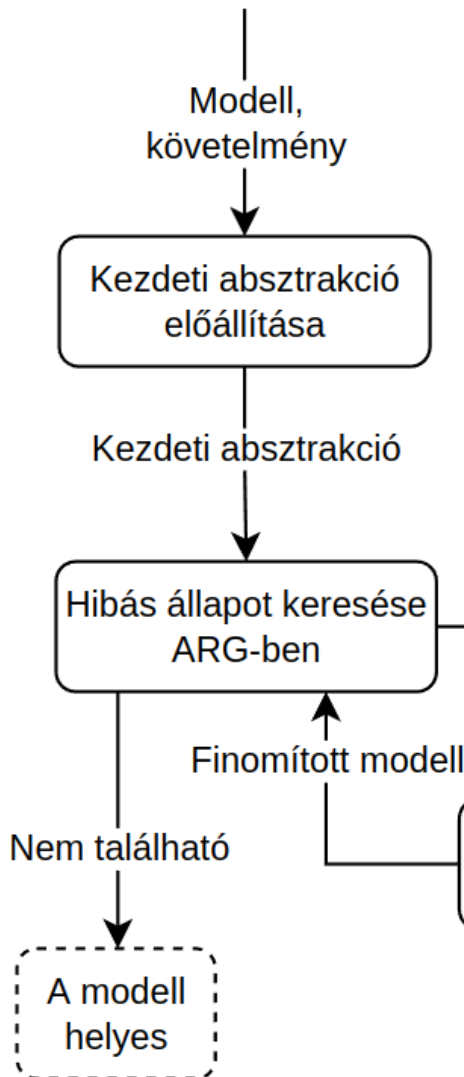 Modell,
követelmény
Kezdeti absztrakció
előállítása
Kezdeti absztrakció
Hibás állapot keresése
ARG-ben
Finomított modell
Nem található
A modell
helyes